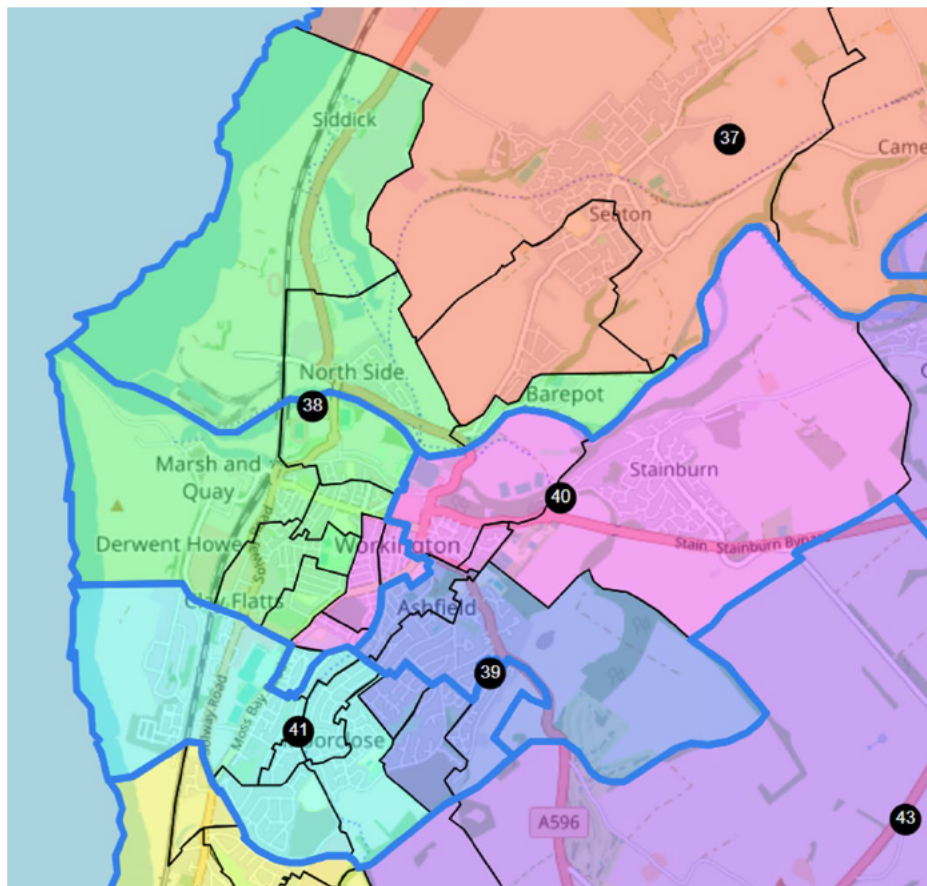 Siddick
37
Came
Seaton
North Side
38
Barepot
Marsh and
Quay
Stainburn
40
Derwent Howe
Workington
Stain
Stainburn Bypass
Clay Flatts
Ashfield
39
Moss Bay
41
A596
43